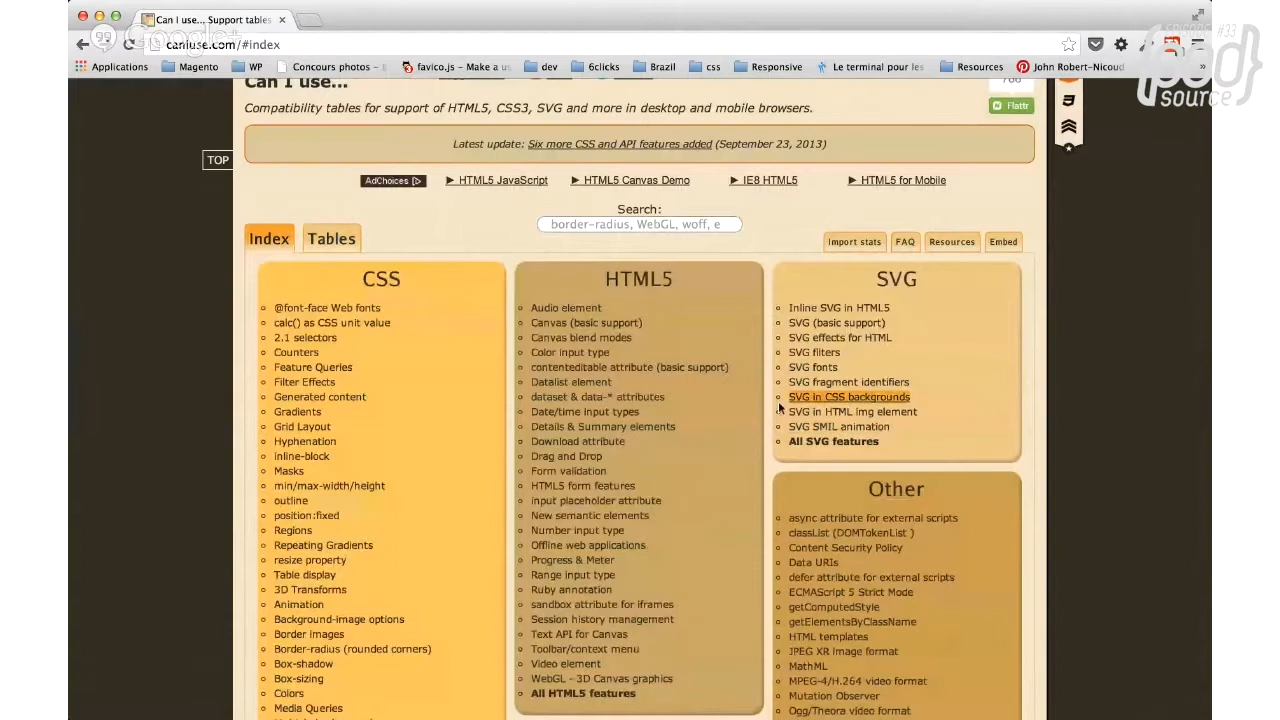 Can I use... Support tables
Google+
EPISODE #33
caniuse.com/#index
pod
source
Applications Magento WP Concours photos - favico.js - Make a us dev 6clicks Brazil css Responsive Le terminal pour les Resources John Robert-Nicoud
Can I use...
Compatibility tables for support of HTML5, CSS3, SVG and more in desktop and mobile browsers.
Flattr
Latest update: Six more CSS and API features added (September 23, 2013)
TOP
AdChoices HTML5 JavaScript HTML5 Canvas Demo IE8 HTML5 HTML5 for Mobile
Search:
border-radius, WebGL, woff, e
Index Tables
Import stats FAQ Resources Embed
CSS
@font-face Web fonts
calc() as CSS unit value
2.1 selectors
Counters
Feature Queries
Filter Effects
Generated content
Gradients
Grid Layout
Hyphenation
inline-block
Masks
min/max-width/height
outline
position:fixed
Regions
Repeating Gradients
resize property
Table display
3D Transforms
Animation
Background-image options
Border images
Border-radius (rounded corners)
Box-shadow
Box-sizing
Colors
Media Queries
HTML5
Audio element
Canvas (basic support)
Canvas blend modes
Color input type
contenteditable attribute (basic support)
Datalist element
dataset & data-* attributes
Date/time input types
Details & Summary elements
Download attribute
Drag and Drop
Form validation
HTML5 form features
input placeholder attribute
New semantic elements
Number input type
Offline web applications
Progress & Meter
Range input type
Ruby annotation
sandbox attribute for iframes
Session history management
Text API for Canvas
Toolbar/context menu
Video element
WebGL - 3D Canvas graphics
All HTML5 features
SVG
Inline SVG in HTML5
SVG (basic support)
SVG effects for HTML
SVG filters
SVG fonts
SVG fragment identifiers
SVG in CSS backgrounds
SVG in HTML img element
SVG SMIL animation
All SVG features
Other
async attribute for external scripts
classList (DOMTokenList )
Content Security Policy
Data URIs
defer attribute for external scripts
ECMAScript 5 Strict Mode
getComputedStyle
getElementsByClassName
HTML templates
JPEG XR image format
MathML
MPEG-4/H.264 video format
Mutation Observer
Ogg/Theora video format